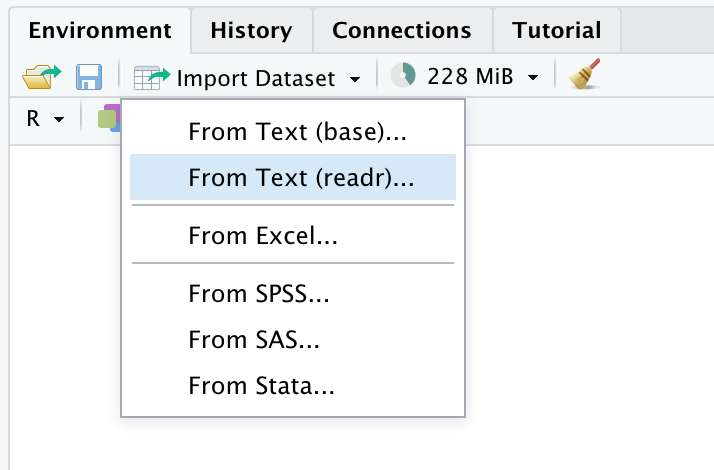 Environment History Connections Tutorial
Import Dataset 228 MiB
R
From Text (base)...
From Text (readr)...
From Excel...
From SPSS...
From SAS...
From Stata...